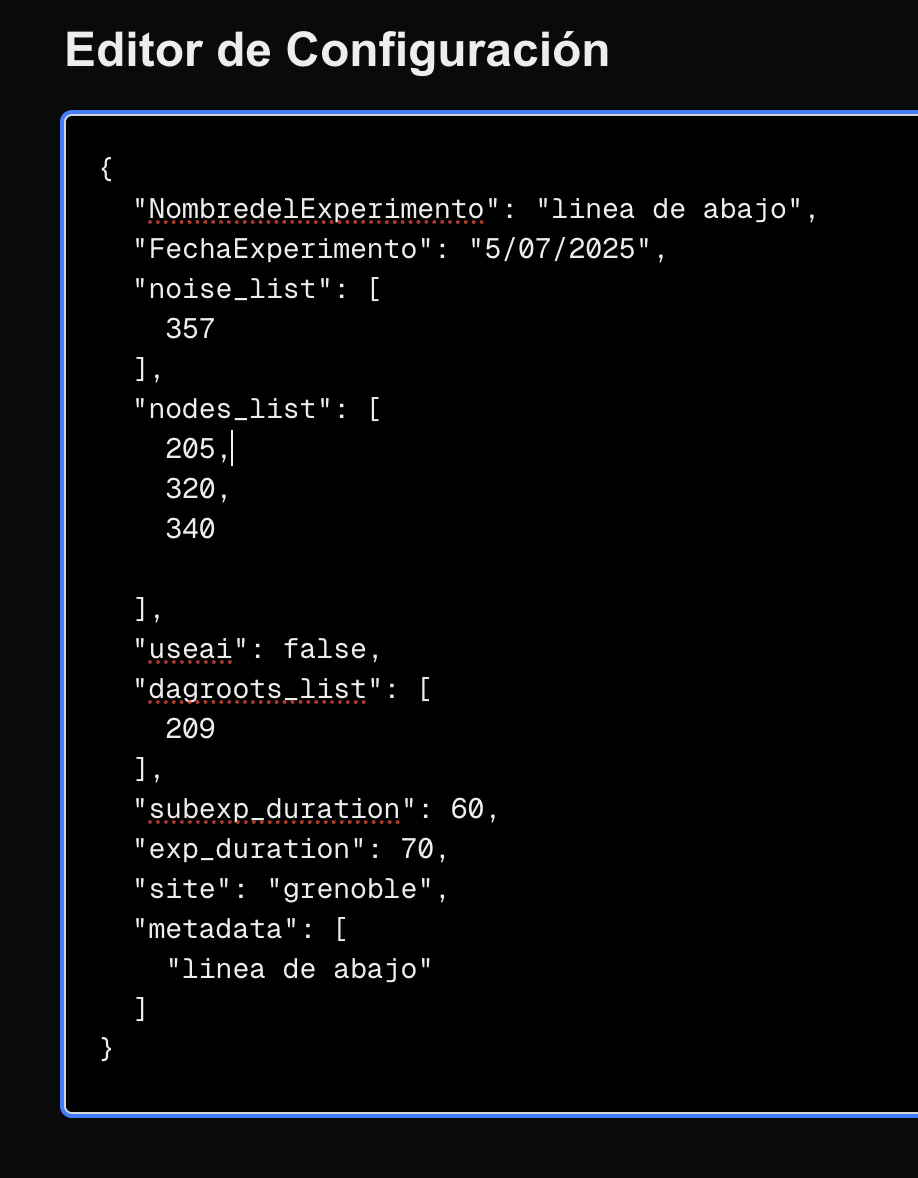 Editor de Configuración
{
  "NombredelExperimento": "linea de abajo",
  "FechaExperimento": "5/07/2025",
  "noise_list": [
    357
  ],
  "nodes_list": [
    205,
    320,
    340

  ],
  "useai": false,
  "dagroots_list": [
    209
  ],
  "subexp_duration": 60,
  "exp_duration": 70,
  "site": "grenoble",
  "metadata": [
    "linea de abajo"
  ]
}